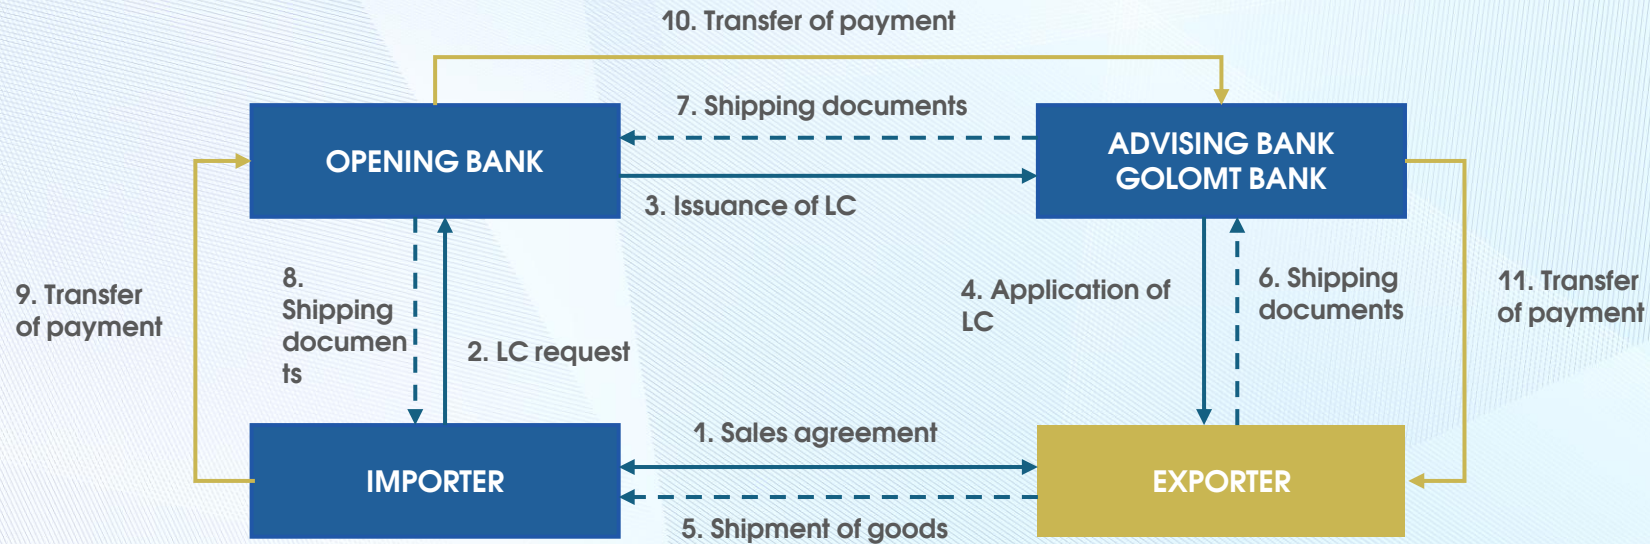 10. Transfer of payment
7. Shipping documents
OPENING BANK
ADVISING BANK
GOLOMT BANK
3. Issuance of LC
9. Transfer
of payment
8.
Shipping
documen
ts
2. LC request
4. Application of
LC
6. Shipping
documents
11. Transfer
of payment
1. Sales agreement
IMPORTER
EXPORTER
5. Shipment of goods